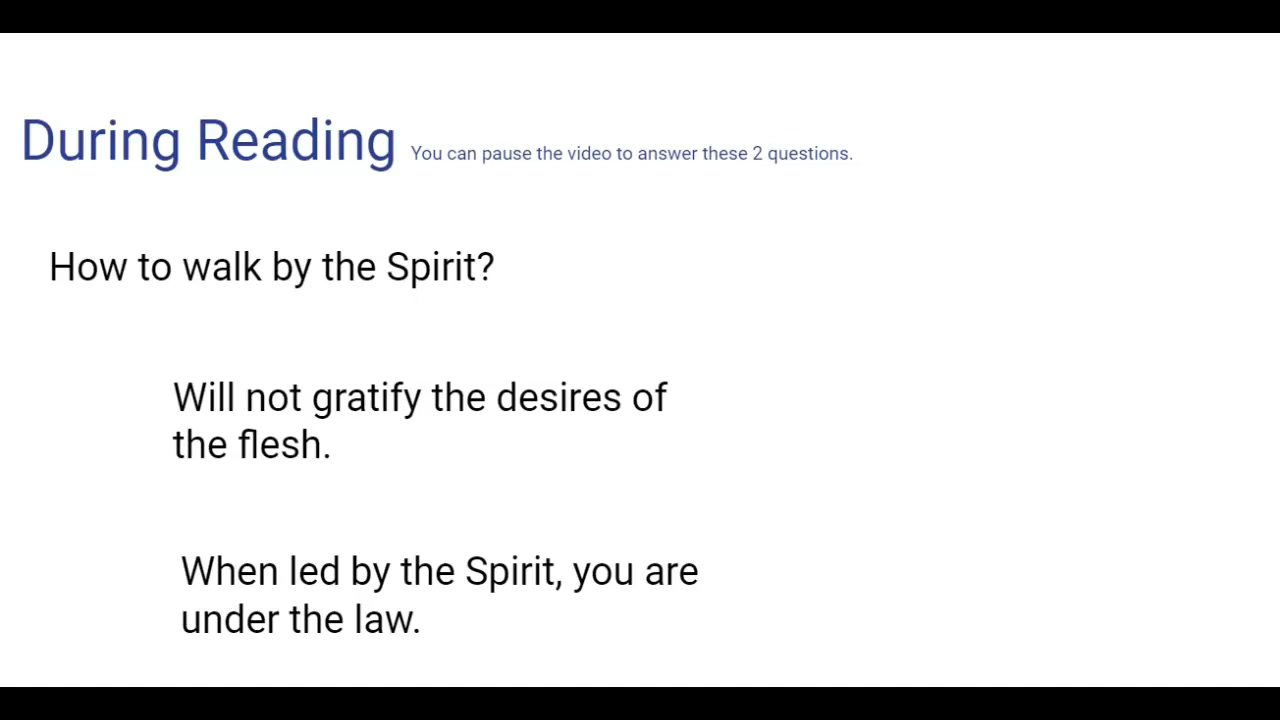 During Reading You can pause the video to answer these 2 questions.
How to walk by the Spirit?
Will not gratify the desires of
the flesh.
When led by the Spirit, you are
under the law.